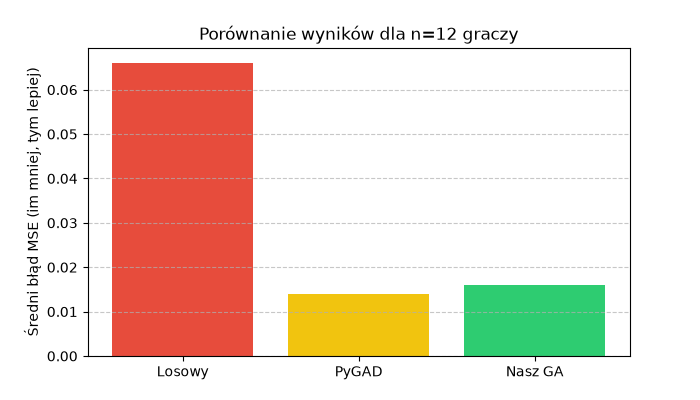 Porównanie wyników dla n=12 graczy
Średni błąd MSE (im mniej, tym lepiej)
0.06
0.05
0.04
0.03
0.02
0.01
0.00
Losowy PyGAD Nasz GA